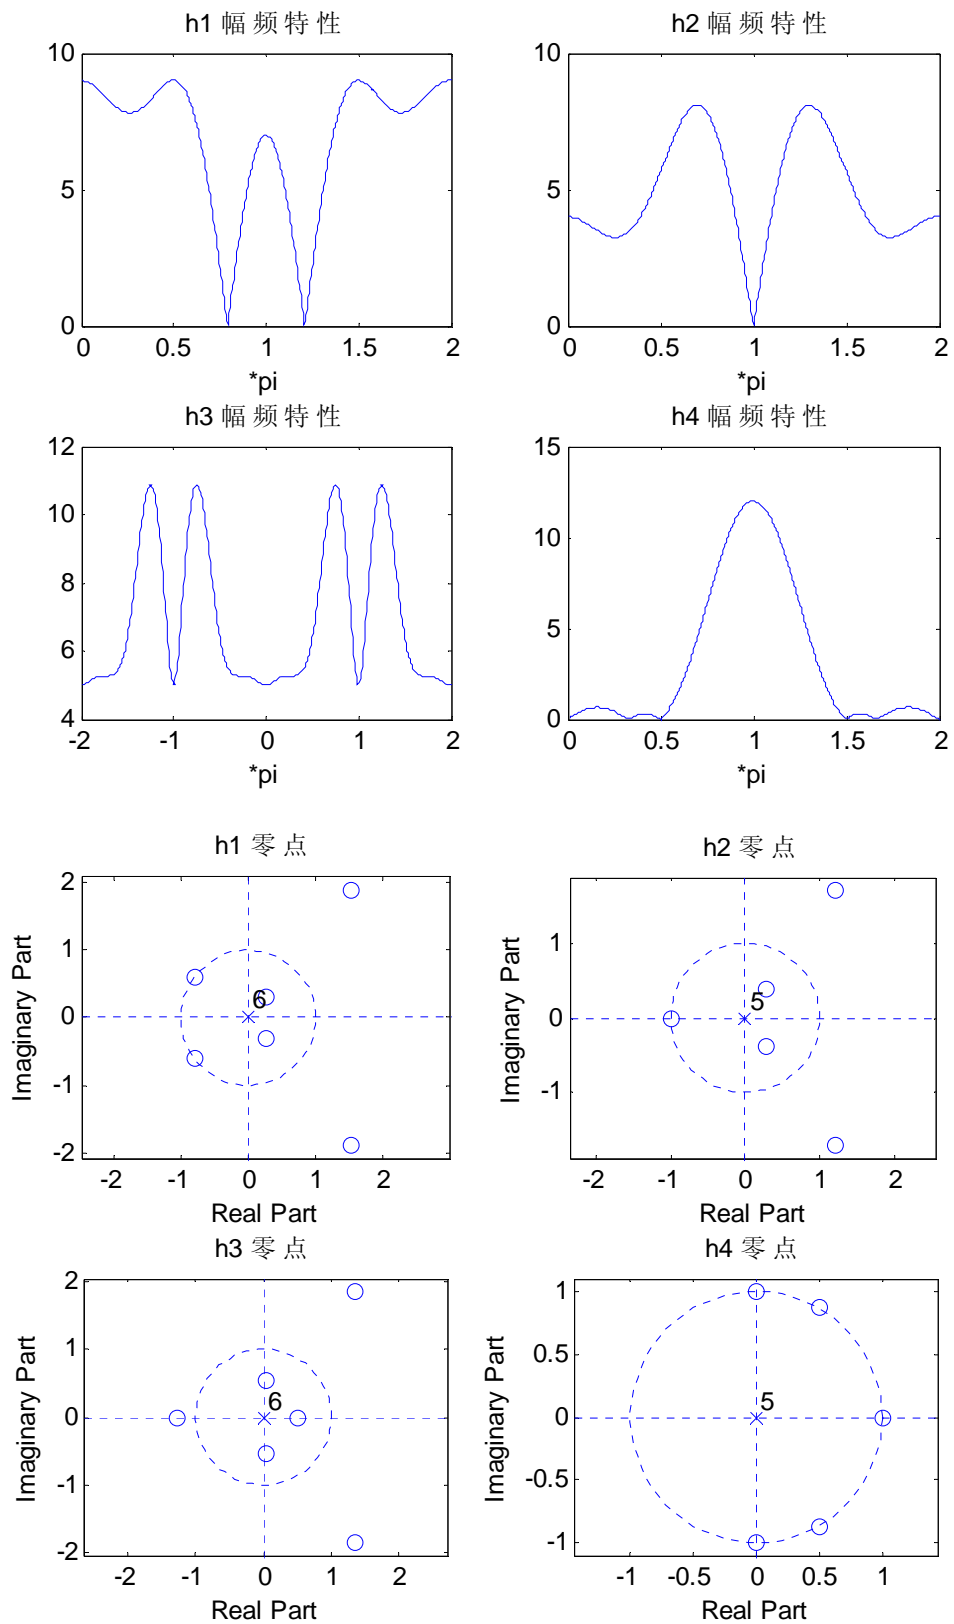 h1 幅 频 特 性
10
5
0
0 0.5 1 1.5 2
*pi
h2 幅 频 特 性
10
5
0
0 0.5 1 1.5 2
*pi
h3 幅 频 特 性
12
10
8
6
4
-2 -1 0 1 2
*pi
h4 幅 频 特 性
15
10
5
0
0 0.5 1 1.5 2
*pi
h1 零 点
Imaginary Part
2
1
0
-1
-2
6
-2 -1 0 1 2
Real Part
h2 零 点
Imaginary Part
1
0
-1
5
-2 -1 0 1 2
Real Part
h3 零 点
Imaginary Part
2
1
0
-1
-2
6
-2 -1 0 1 2
Real Part
h4 零 点
Imaginary Part
1
0.5
0
-0.5
-1
5
-1 -0.5 0 0.5 1
Real Part